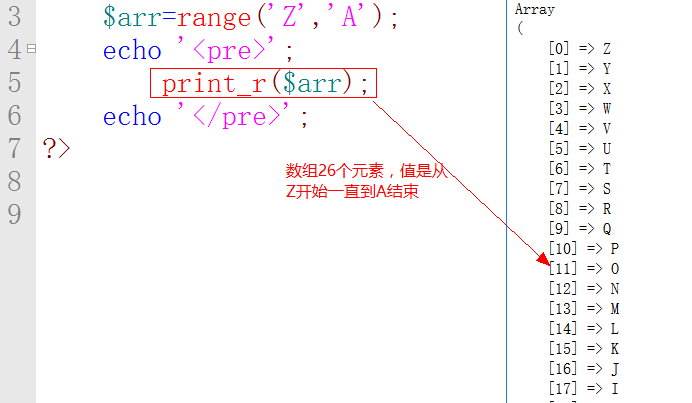 3 $arr=range('Z','A');
4 echo '<pre>';
5 print_r($arr);
6 echo '</pre>';
7 ?>
8
9
数组26个元素，值是从
Z开始一直到A结束
Array
(
[0] => Z
[1] => Y
[2] => X
[3] => W
[4] => V
[5] => U
[6] => T
[7] => S
[8] => R
[9] => Q
[10] => P
[11] => O
[12] => N
[13] => M
[14] => L
[15] => K
[16] => J
[17] => I